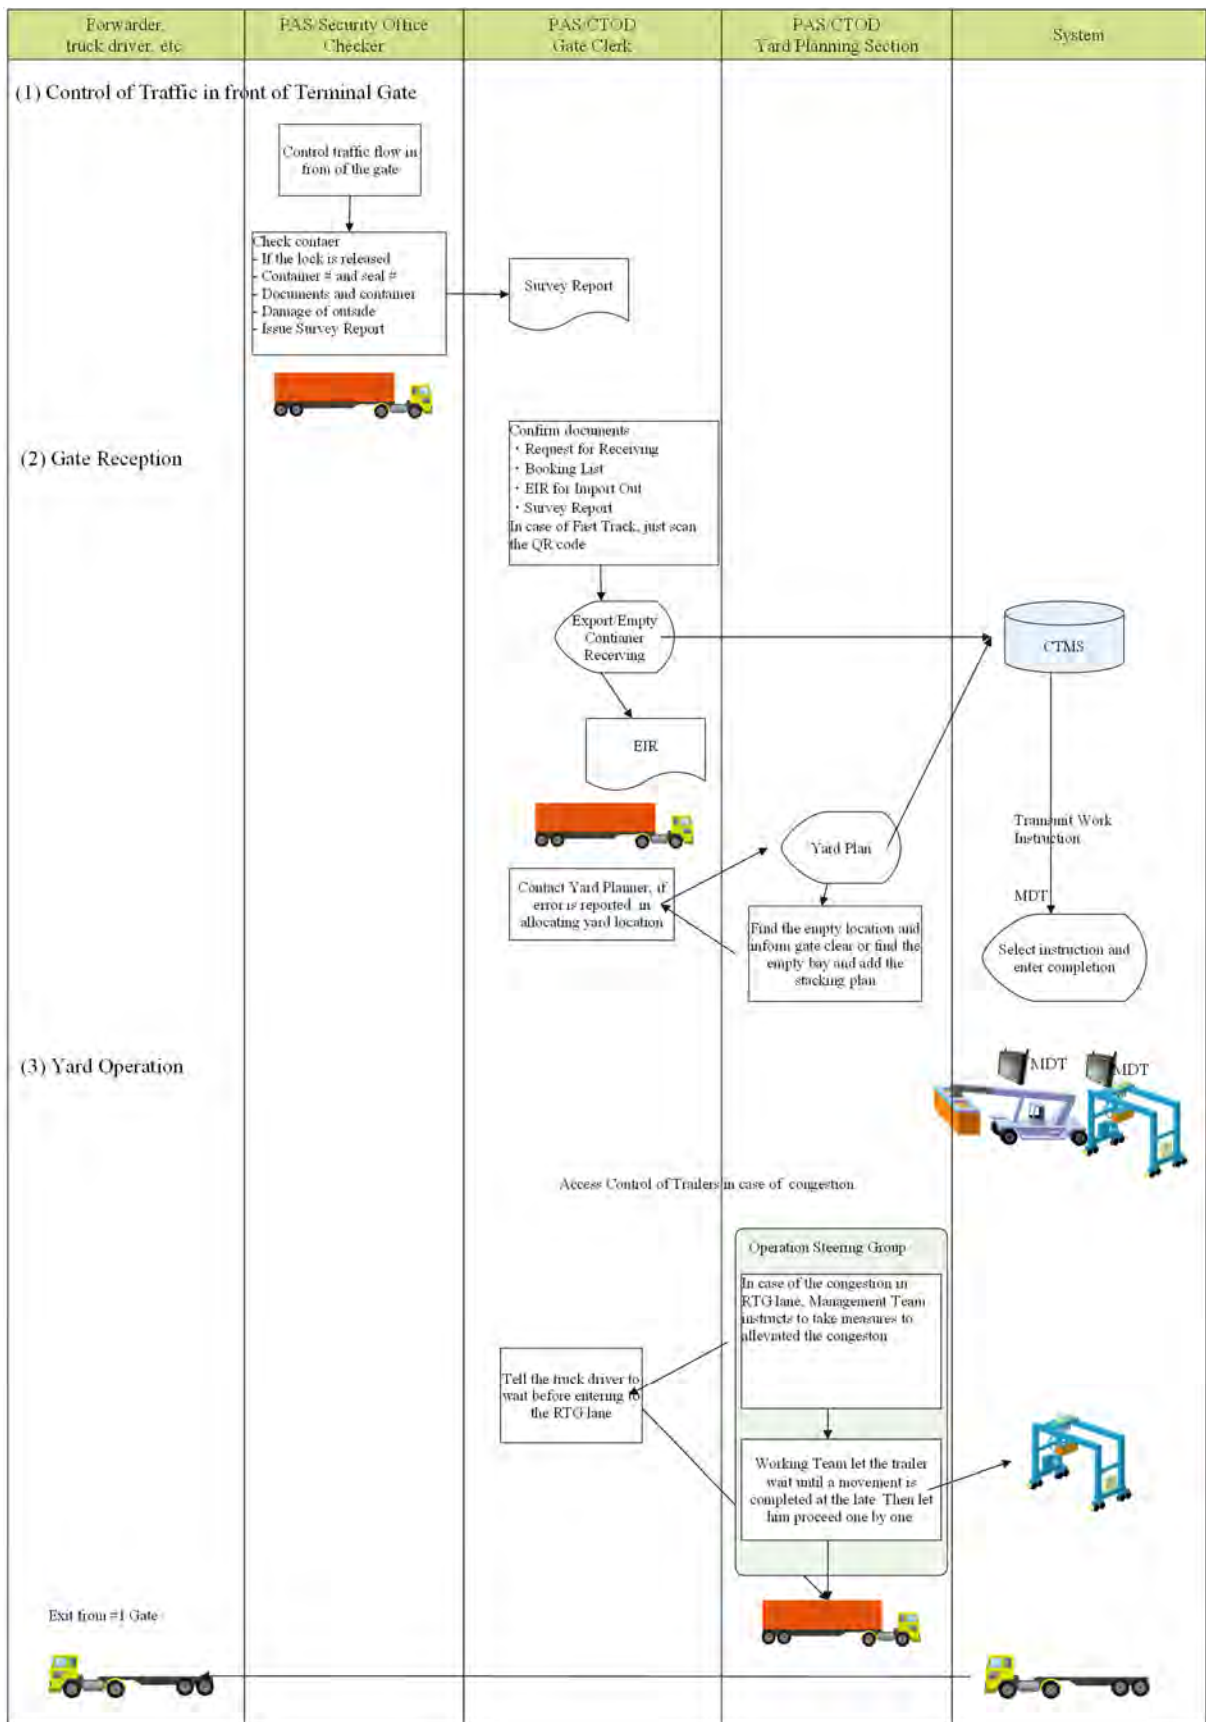 Forwarder,
truck driver, etc
PAS/Security Office
Checker
PAS/CTOD
Gate Clerk
PAS/CTOD
Yard Planning Section
System
(1) Control of Traffic in front of Terminal Gate
Control traffic flow in
from of the gate
Check contaer
- If the lock is released
- Container # and seal #
- Documents and container
- Damage of outside
- Issue Survey Report
Survey Report
(2) Gate Reception
Confirm documents
・Request for Receiving
・Booking List
・EIR for Import Out
・Survey Report
In case of Fast Track, just scan
the QR code
Export/Empty
Contianer
Receiving
CTMS
EIR
Transmit Work
Instruction
Yard Plan
Contact Yard Planner, if
error is reported in
allocating yard location
MDT
Find the empty location and
inform gate clear or find the
empty bay and add the
stacking plan
Select instruction and
enter completion
(3) Yard Operation
MDT
MDT
Access Control of Trailers in case of congestion
Operation Steering Group
In case of the congestion in
RTG lane, Management Team
instructs to take measures to
alleviated the congeston
Tell the truck driver to
wait before entering to
the RTG lane
Working Team let the trailer
wait until a movement is
completed at the late. Then let
him proceed one by one
Exit from #1 Gate